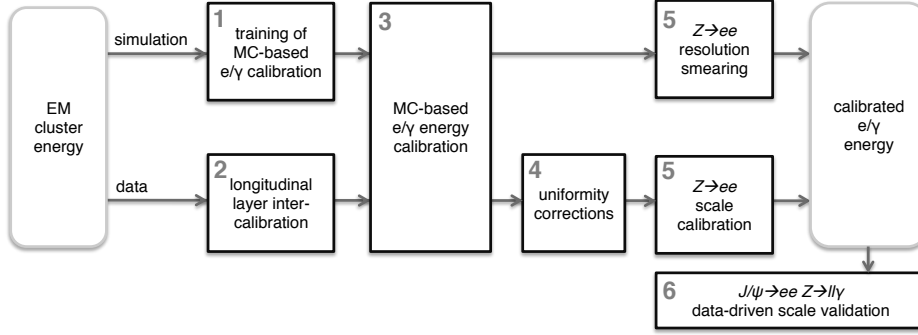 EM
cluster
energy
simulation
data
1
training of
MC-based
e/γ calibration
2
longitudinal
layer inter-
calibration
3
MC-based
e/γ energy
calibration
4
uniformity
corrections
5
Z→ee
resolution
smearing
5
Z→ee
scale
calibration
calibrated
e/γ
energy
6
J/ψ→ee Z→llγ
data-driven scale validation